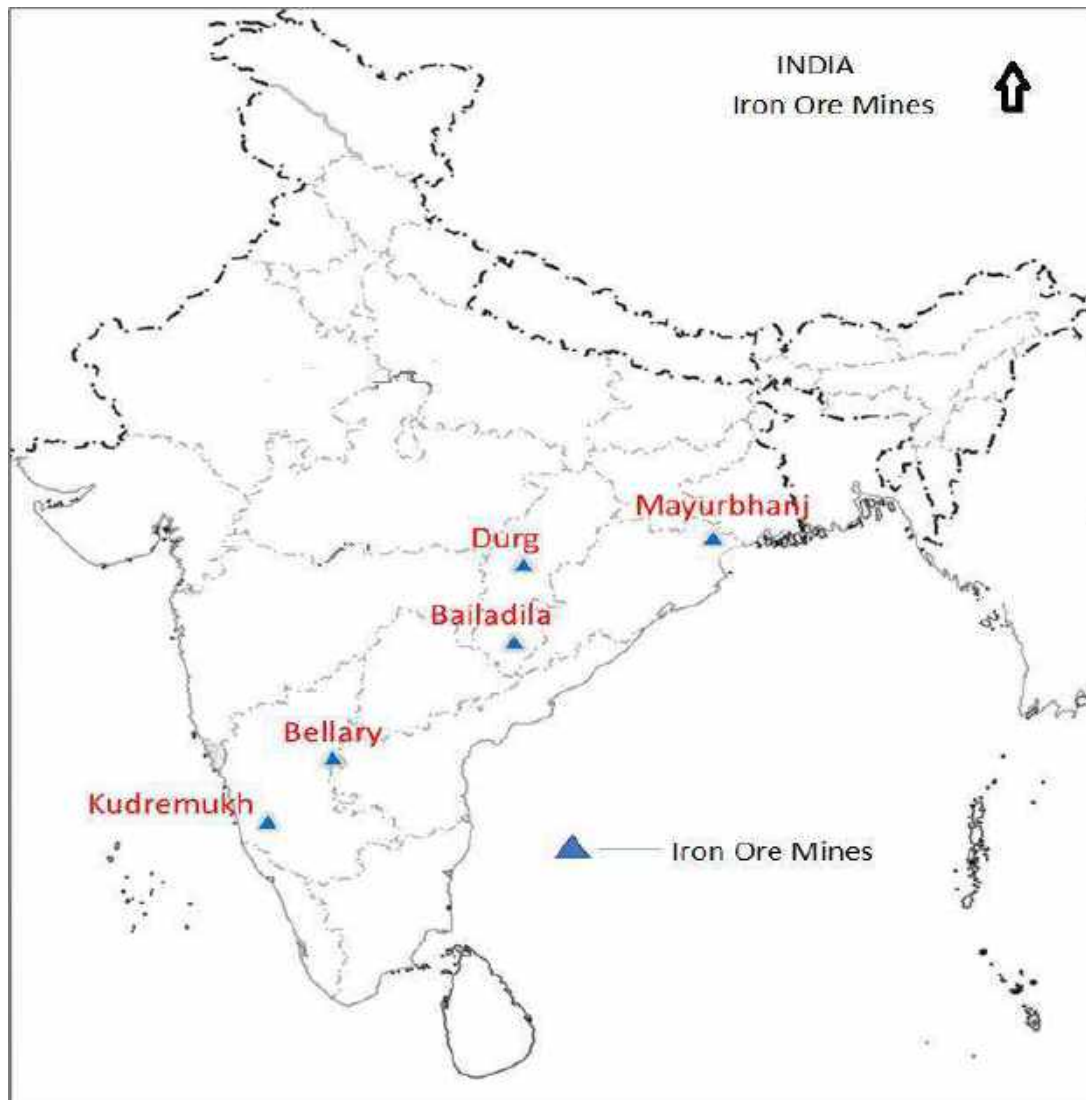 INDIA
Iron Ore Mines
Mayurbhanj
Durg
Bailadila
Bellary
Kudremukh
Iron Ore Mines